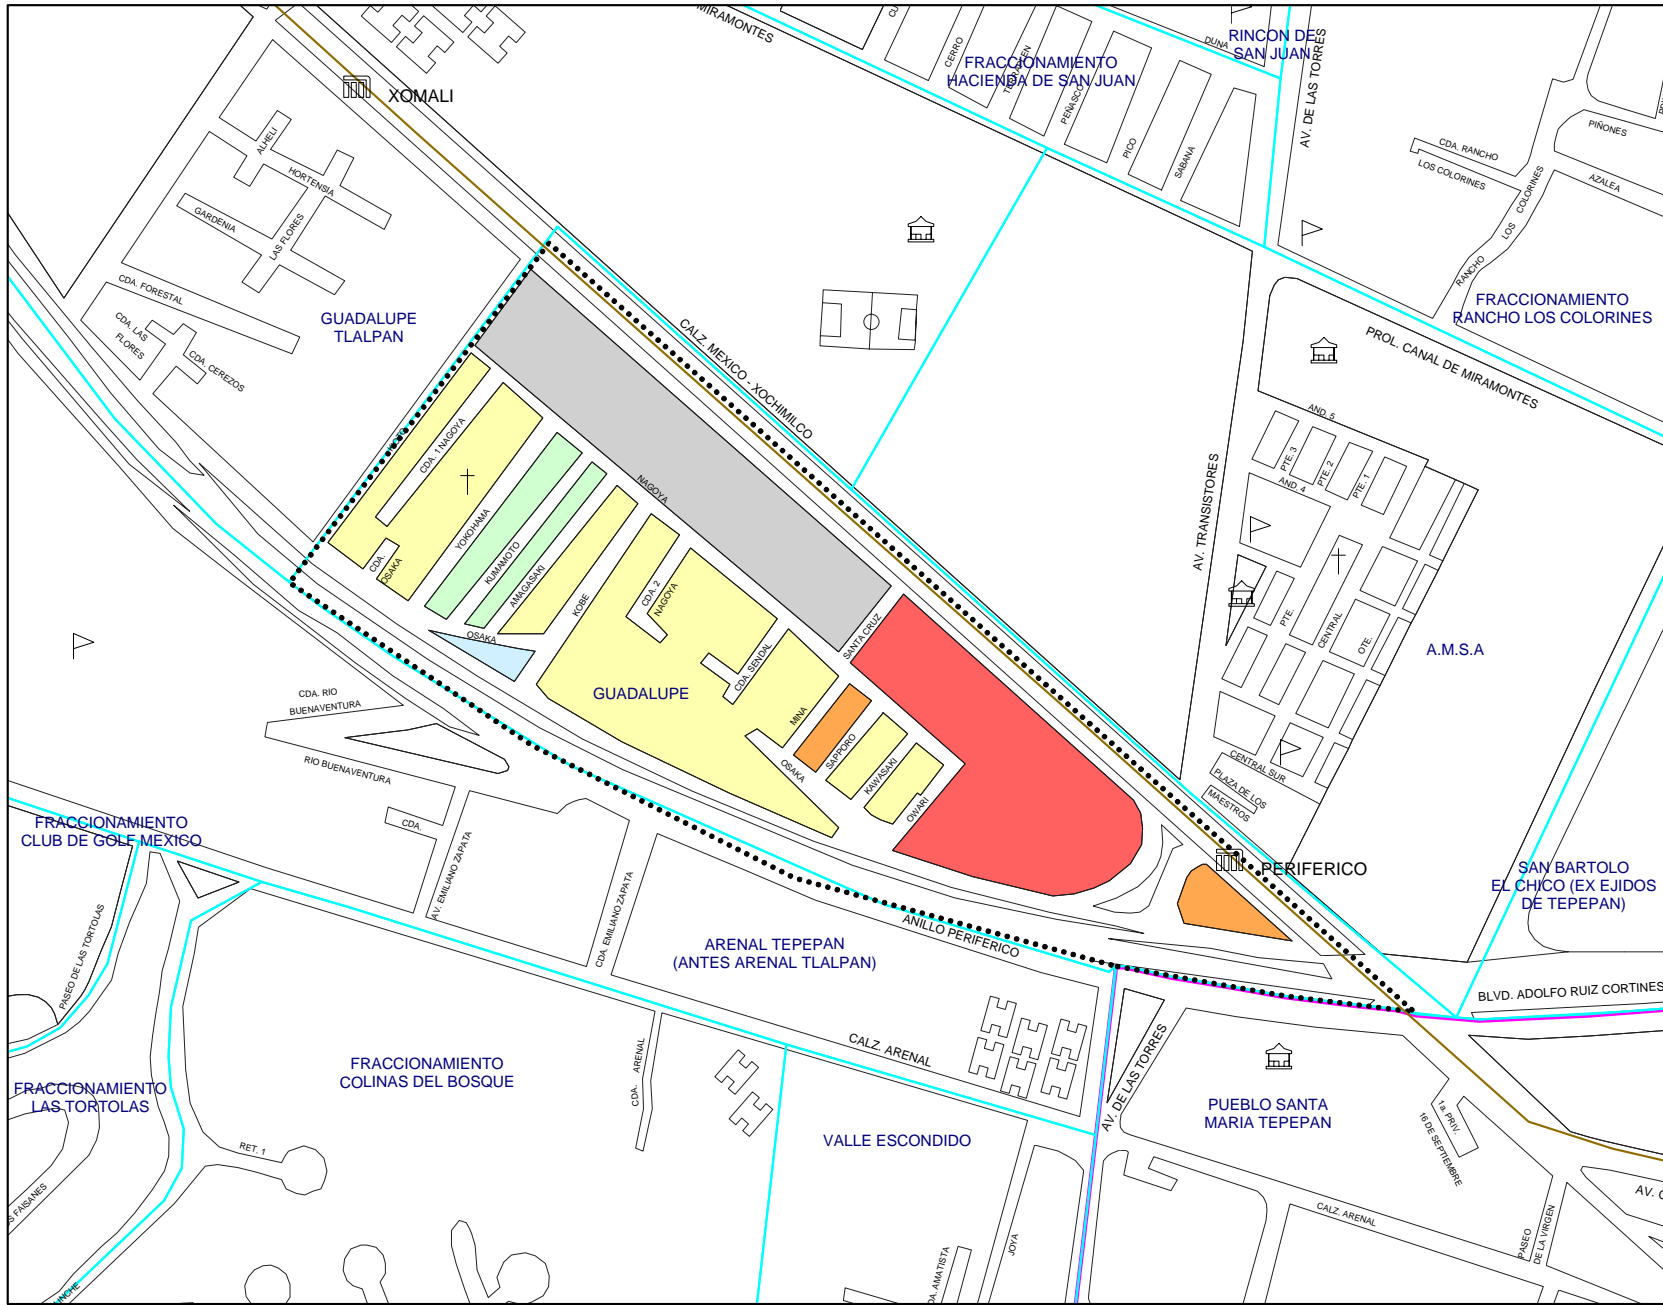 MIRAMONTES
CERRO
PEÑASCO
PICO
SABANA
DUNA
RINCON DE
SAN JUAN
FRACCIONAMIENTO
HACIENDA DE SAN JUAN
AV. DE LAS TORRES
CDA. RANCHO
LOS COLORINES
PIÑONES
AZALEA
RANCHO
LOS
COLORINES
FRACCIONAMIENTO
RANCHO LOS COLORINES
PROL. CANAL DE MIRAMONTES
XOMALI
ALHELI
HORTENSIA
GARDENIA
LAS FLORES
CDA. FORESTAL
CDA. LAS
FLORES
CDA. CEREZOS
GUADALUPE
TLALPAN
CALZ. MEXICO - XOCHIMILCO
CDA. 1 NAGOYA
NAGOYA
YOKOHAMA
KUMAMOTO
AMAGASAKI
CDA.
OSAKA
OSAKA
KOBE
CDA. 2
NAGOYA
CDA. SENDAL
SANTA CRUZ
MINA
OSAKA
SAPPORO
KAWASAKI
OWARI
GUADALUPE
AV. TRANSISTORES
AND. 5
PTE. 3
PTE. 2
PTE. 1
AND. 4
PTE.
CENTRAL
OTE.
A.M.S.A
CENTRAL SUR
PLAZA DE LOS
MAESTROS
PERIFERICO
SAN BARTOLO
EL CHICO (EX EJIDOS
DE TEPEPAN)
BLVD. ADOLFO RUIZ CORTINES
CDA. RIO
BUENAVENTURA
RIO BUENAVENTURA
CDA.
AV. EMILIANO ZAPATA
CDA. EMILIANO ZAPATA
FRACCIONAMIENTO
CLUB DE GOLF MEXICO
PASEO DE LAS TORTOLAS
ARENAL TEPEPAN
(ANTES ARENAL TLALPAN)
ANILLO PERIFERICO
FRACCIONAMIENTO
COLINAS DEL BOSQUE
FRACCIONAMIENTO
LAS TORTOLAS
CDA. ARENAL
CALZ. ARENAL
AV. DE LAS TORRES
PUEBLO SANTA
MARIA TEPEPAN
1a. PRIV.
16 DE SEPTIEMBRE
VALLE ESCONDIDO
RET. 1
FAISANES
JOYA
AMATISTA
CALZ. ARENAL
PASEO
DE LA VIRGEN
AV.